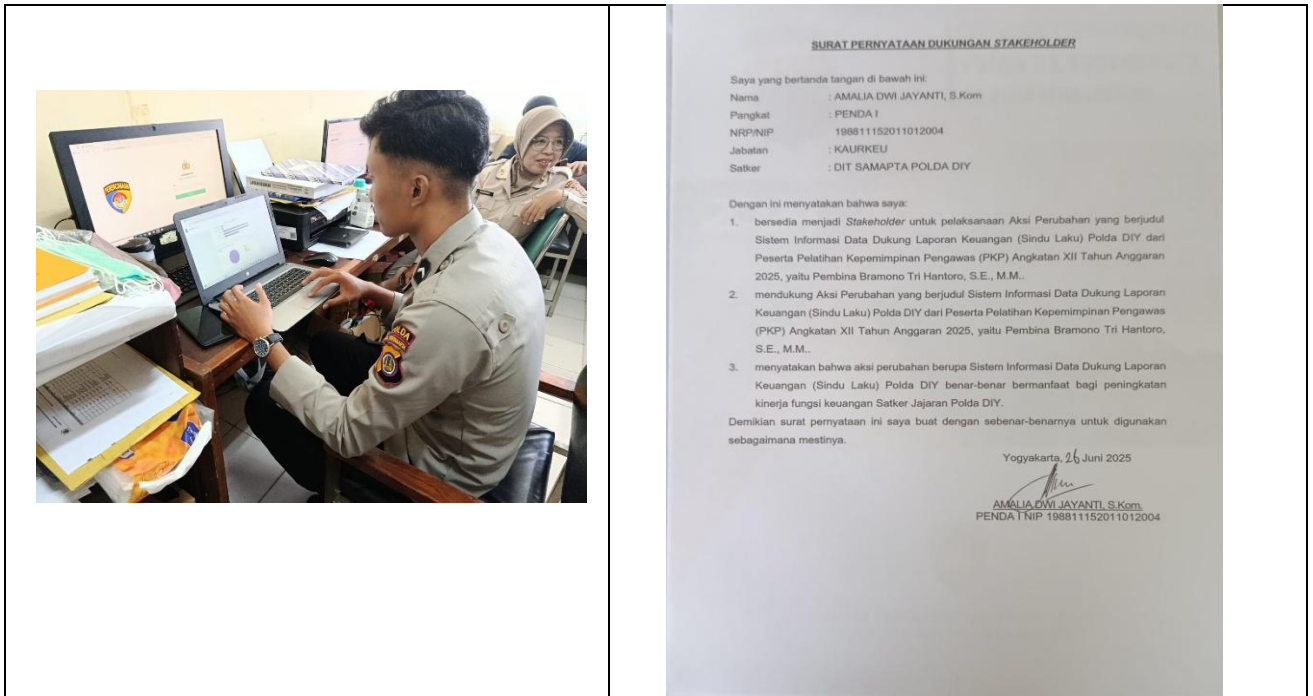 PERENCANAAN
POLDA
SURAT PERNYATAAN DUKUNGAN STAKEHOLDER
Saya yang bertanda tangan di bawah ini:
Nama : AMALIA DWI JAYANTI, S.Kom
Pangkat : PENDA I
NRP/NIP 198811152011012004
Jabatan : KAURKEU
Satker : DIT SAMAPTA POLDA DIY
Dengan ini menyatakan bahwa saya:
1. bersedia menjadi Stakeholder untuk pelaksanaan Aksi Perubahan yang berjudul
Sistem Informasi Data Dukung Laporan Keuangan (Sindu Laku) Polda DIY dari
Peserta Pelatihan Kepemimpinan Pengawas (PKP) Angkatan XII Tahun Anggaran
2025, yaitu Pembina Bramono Tri Hantoro, S.E., M.M..
2. mendukung Aksi Perubahan yang berjudul Sistem Informasi Data Dukung Laporan
Keuangan (Sindu Laku) Polda DIY dari Peserta Pelatihan Kepemimpinan Pengawas
(PKP) Angkatan XII Tahun Anggaran 2025, yaitu Pembina Bramono Tri Hantoro,
S.E., M.M..
3. menyatakan bahwa aksi perubahan berupa Sistem Informasi Data Dukung Laporan
Keuangan (Sindu Laku) Polda DIY benar-benar bermanfaat bagi peningkatan
kinerja fungsi keuangan Satker Jajaran Polda DIY.
Demikian surat pernyataan ini saya buat dengan sebenar-benarnya untuk digunakan
sebagaimana mestinya.
Yogyakarta, 26 Juni 2025
AMALIA DWI JAYANTI, S.Kom.
PENDA I NIP 198811152011012004